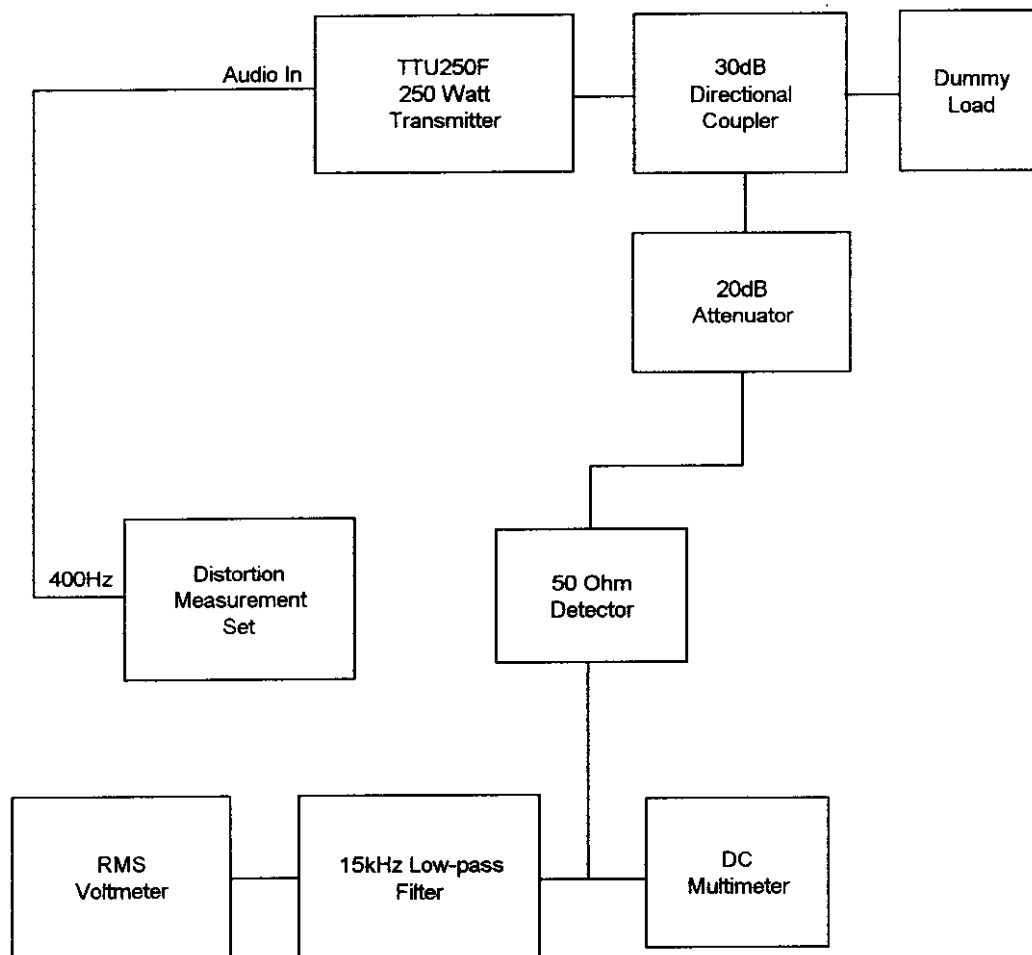 Audio In
TTU250F
250 Watt
Transmitter
30dB
Directional
Coupler
Dummy
Load
20dB
Attenuator
400Hz
Distortion
Measurement
Set
50 Ohm
Detector
RMS
Voltmeter
15kHz Low-pass
Filter
DC
Multimeter